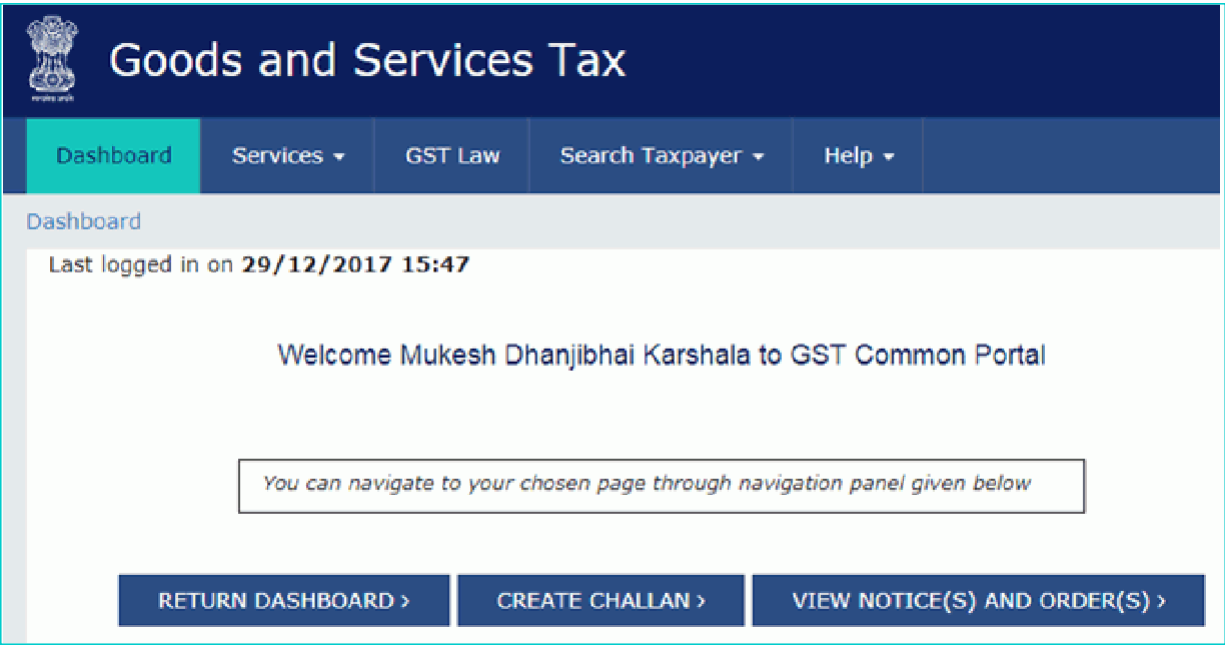 Goods and Services Tax
Dashboard Services GST Law Search Taxpayer Help
Dashboard
Last logged in on 29/12/2017 15:47
Welcome Mukesh Dhanjibhai Karshala to GST Common Portal
You can navigate to your chosen page through navigation panel given below
RETURN DASHBOARD > CREATE CHALLAN > VIEW NOTICE(S) AND ORDER(S) >